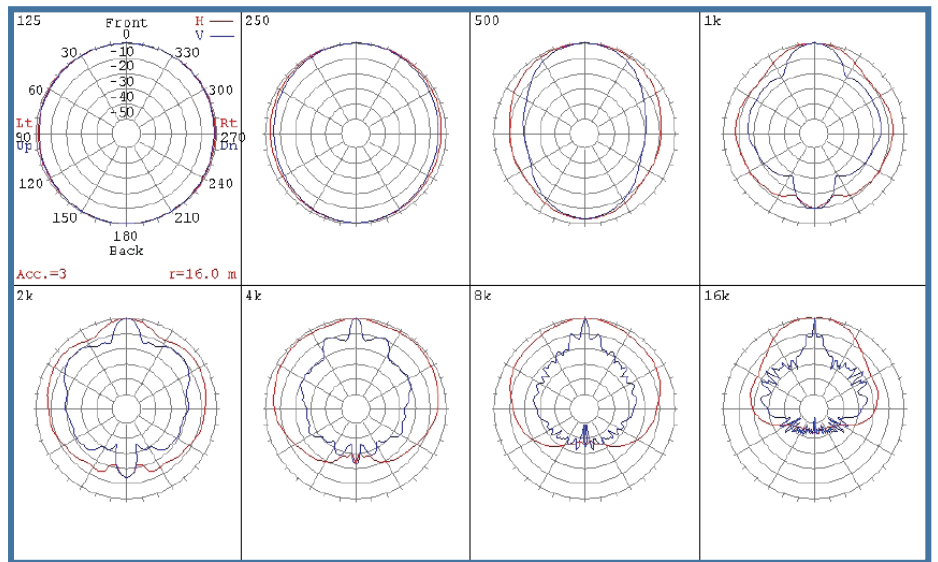 125 Front H
V
0
-10
-20
-30
-40
-50
30 330
60 300
Lt Rt
90 270
Up Dn
120 240
150 210
180
Back
Acc.=3 r=16.0 m
250
500
1k
2k
4k
8k
16k